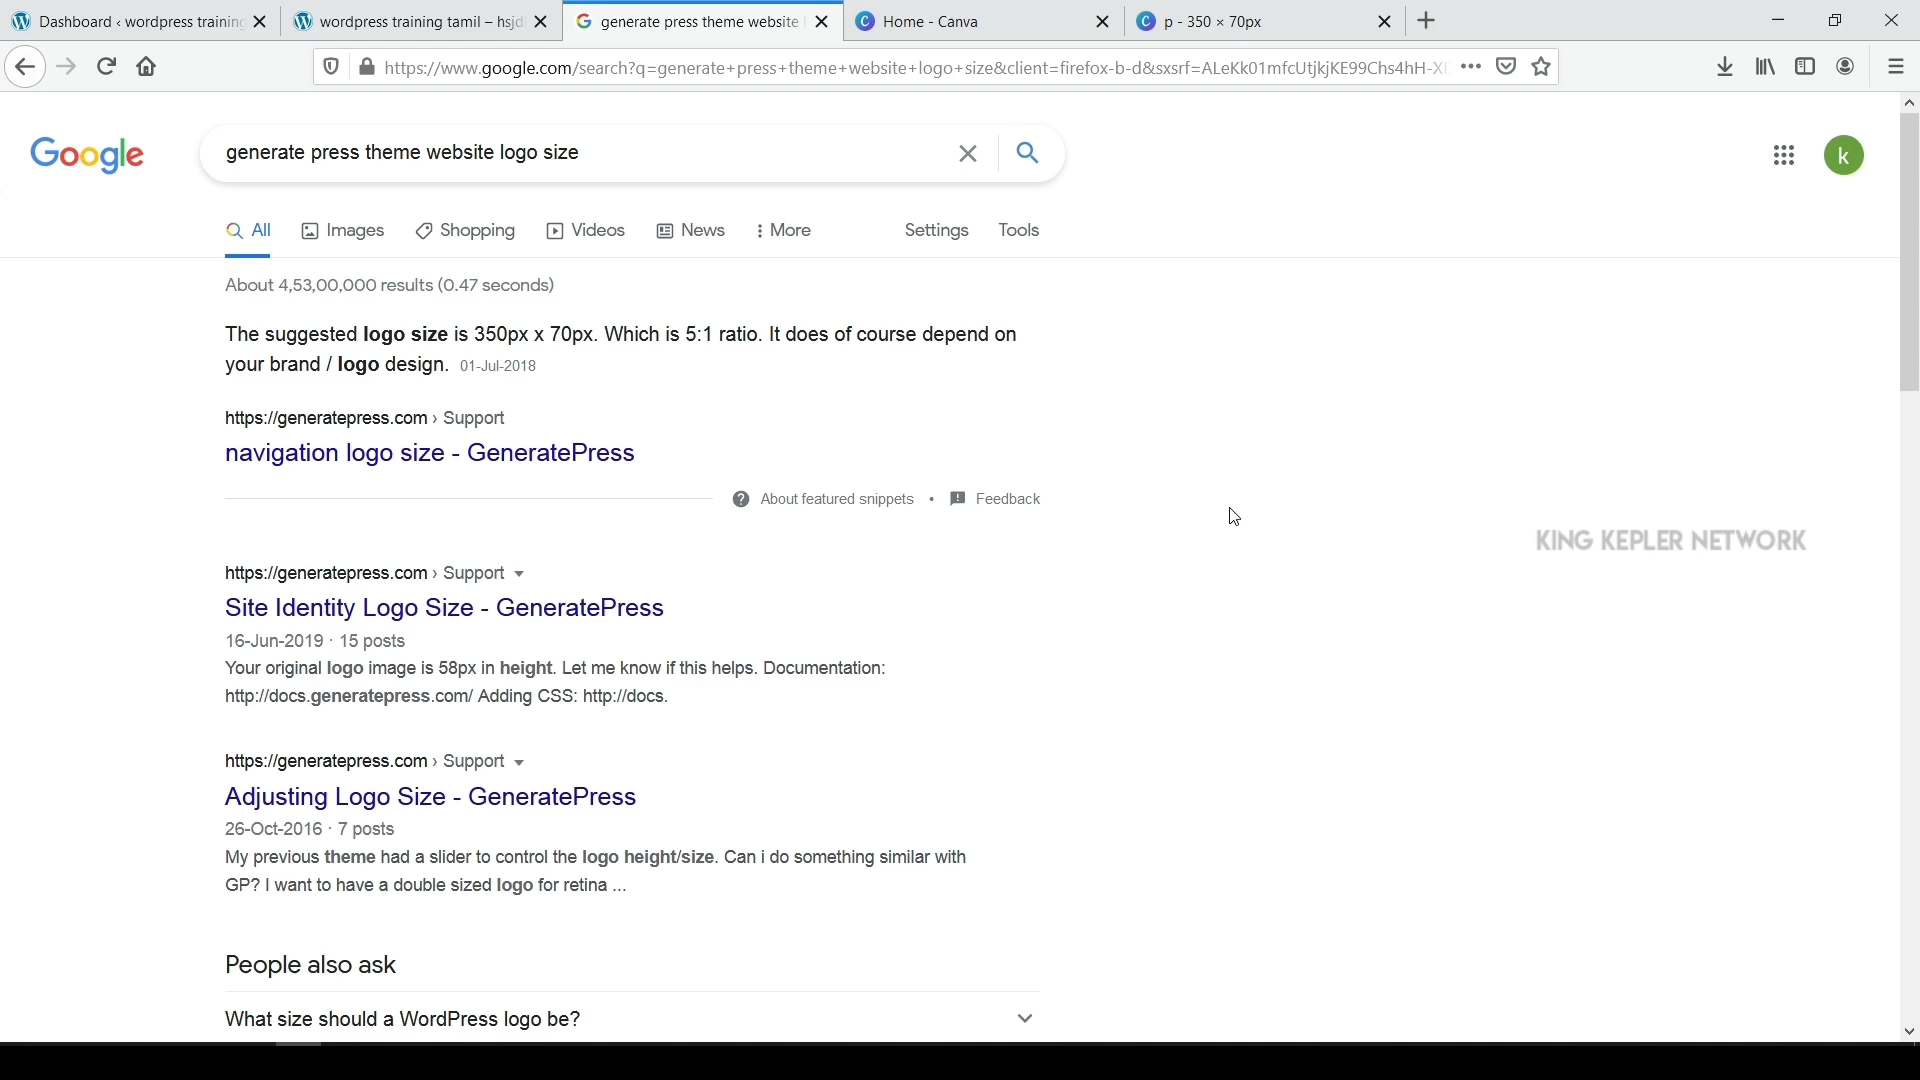 Dashboard ‹ wordpress training
wordpress training tamil – hsjd
generate press theme website l
Home - Canva
p - 350 × 70px
https://www.google.com/search?q=generate+press+theme+website+logo+size&client=firefox-b-d&sxsrf=ALeKk01mfcUtjkjKE99Chs4hH-X
Google
generate press theme website logo size
k
All
Images
Shopping
Videos
News
More
Settings
Tools
About 4,53,00,000 results (0.47 seconds)
The suggested logo size is 350px x 70px. Which is 5:1 ratio. It does of course depend on
your brand / logo design. 01-Jul-2018
https://generatepress.com › Support
navigation logo size - GeneratePress
About featured snippets • Feedback
KING KEPLER NETWORK
https://generatepress.com › Support
Site Identity Logo Size - GeneratePress
16-Jun-2019 · 15 posts
Your original logo image is 58px in height. Let me know if this helps. Documentation:
http://docs.generatepress.com/ Adding CSS: http://docs.
https://generatepress.com › Support
Adjusting Logo Size - GeneratePress
26-Oct-2016 · 7 posts
My previous theme had a slider to control the logo height/size. Can i do something similar with
GP? I want to have a double sized logo for retina ...
People also ask
What size should a WordPress logo be?